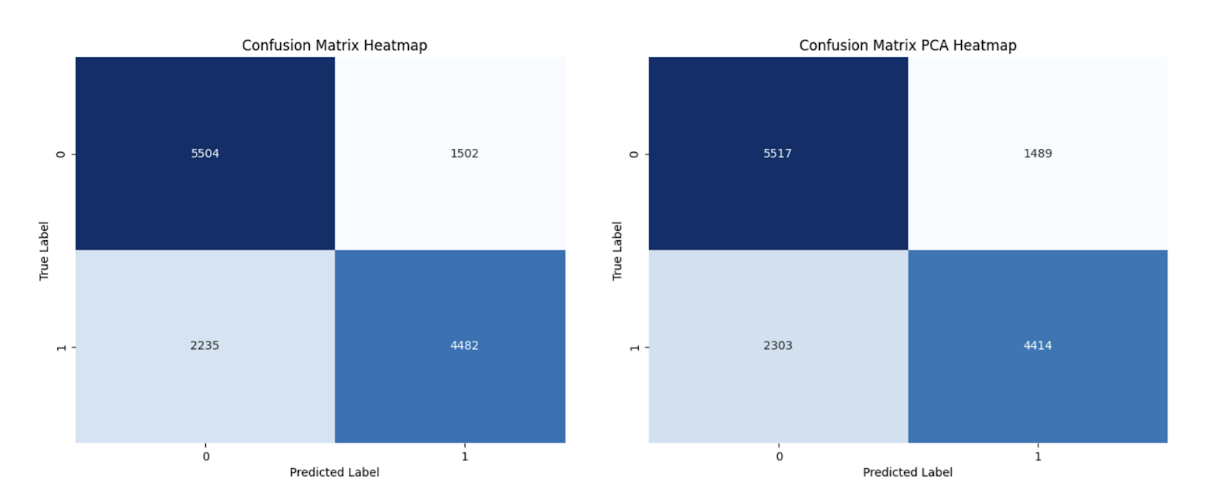 Confusion Matrix Heatmap
True Label
0
5504
1502
1
2235
4482
0
1
Predicted Label
Confusion Matrix PCA Heatmap
True Label
0
5517
1489
1
2303
4414
0
1
Predicted Label